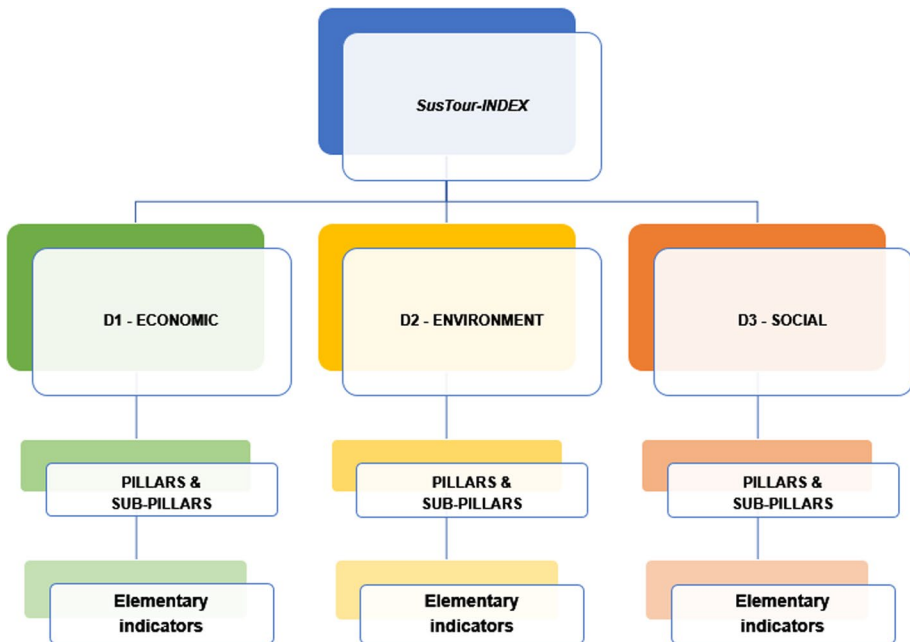 SusTour-INDEX
D1 - ECONOMIC
D2 - ENVIRONMENT
D3 - SOCIAL
PILLARS &
SUB-PILLARS
PILLARS &
SUB-PILLARS
PILLARS &
SUB-PILLARS
Elementary
indicators
Elementary
indicators
Elementary
indicators